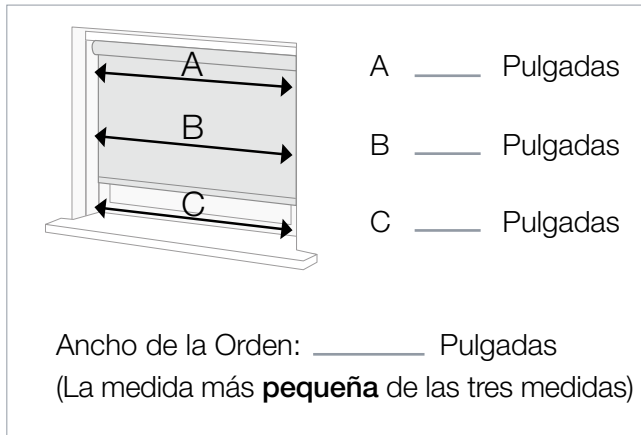 A
B
C
A ____ Pulgadas
B ____ Pulgadas
C ____ Pulgadas
Ancho de la Orden: ______ Pulgadas
(La medida más pequeña de las tres medidas)